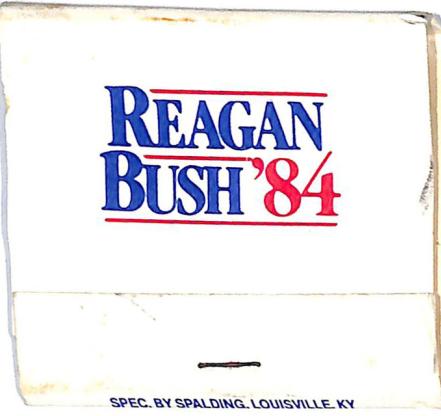 REAGAN
BUSH '84
SPEC. BY SPALDING, LOUISVILLE, KY